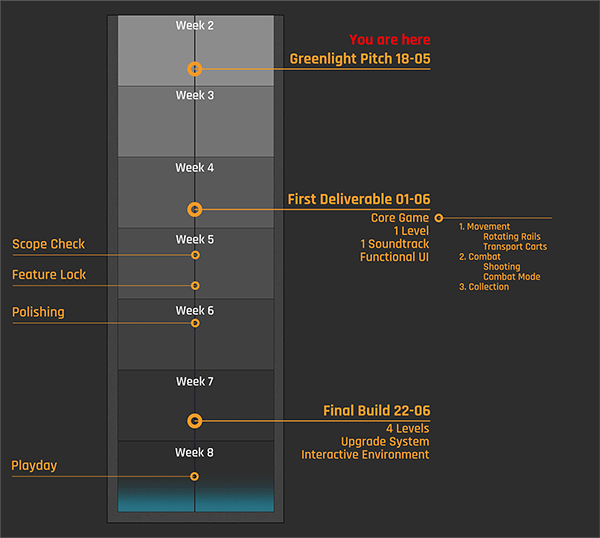 Week 2
You are here
Greenlight Pitch 18-05
Week 3
Week 4
First Deliverable 01-06
Core Game
1 Level
1 Soundtrack
Functional UI
1. Movement
Rotating Rails
Transport Carts
2. Combat
Shooting
Combat Mode
3. Collection
Week 5
Scope Check
Feature Lock
Week 6
Polishing
Week 7
Final Build 22-06
4 Levels
Upgrade System
Interactive Environment
Week 8
Playday